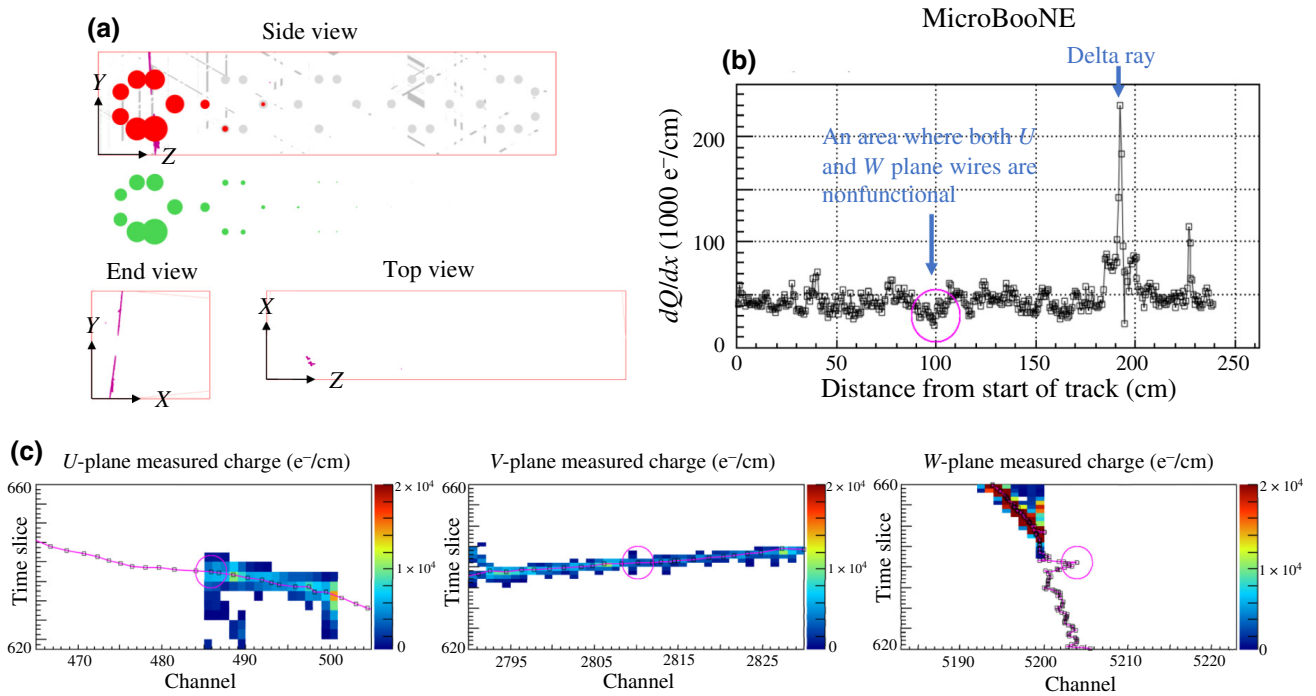 MicroBooNE
(a)
Side view
Y
Z
End view
Top view
Y
X
X
Z
(b)
Delta ray
An area where both U
and W plane wires are
nonfunctional
dQ/dx (1000 e⁻/cm)
200
100
0
0
50
100
150
200
250
Distance from start of track (cm)
(c)
U-plane measured charge (e⁻/cm)
660
Time slice
620
470
480
490
500
Channel
2 × 10⁴
1 × 10⁴
0
V-plane measured charge (e⁻/cm)
660
Time slice
620
2795
2805
2815
2825
Channel
2 × 10⁴
1 × 10⁴
0
W-plane measured charge (e⁻/cm)
660
Time slice
620
5190
5200
5210
5220
Channel
2 × 10⁴
1 × 10⁴
0